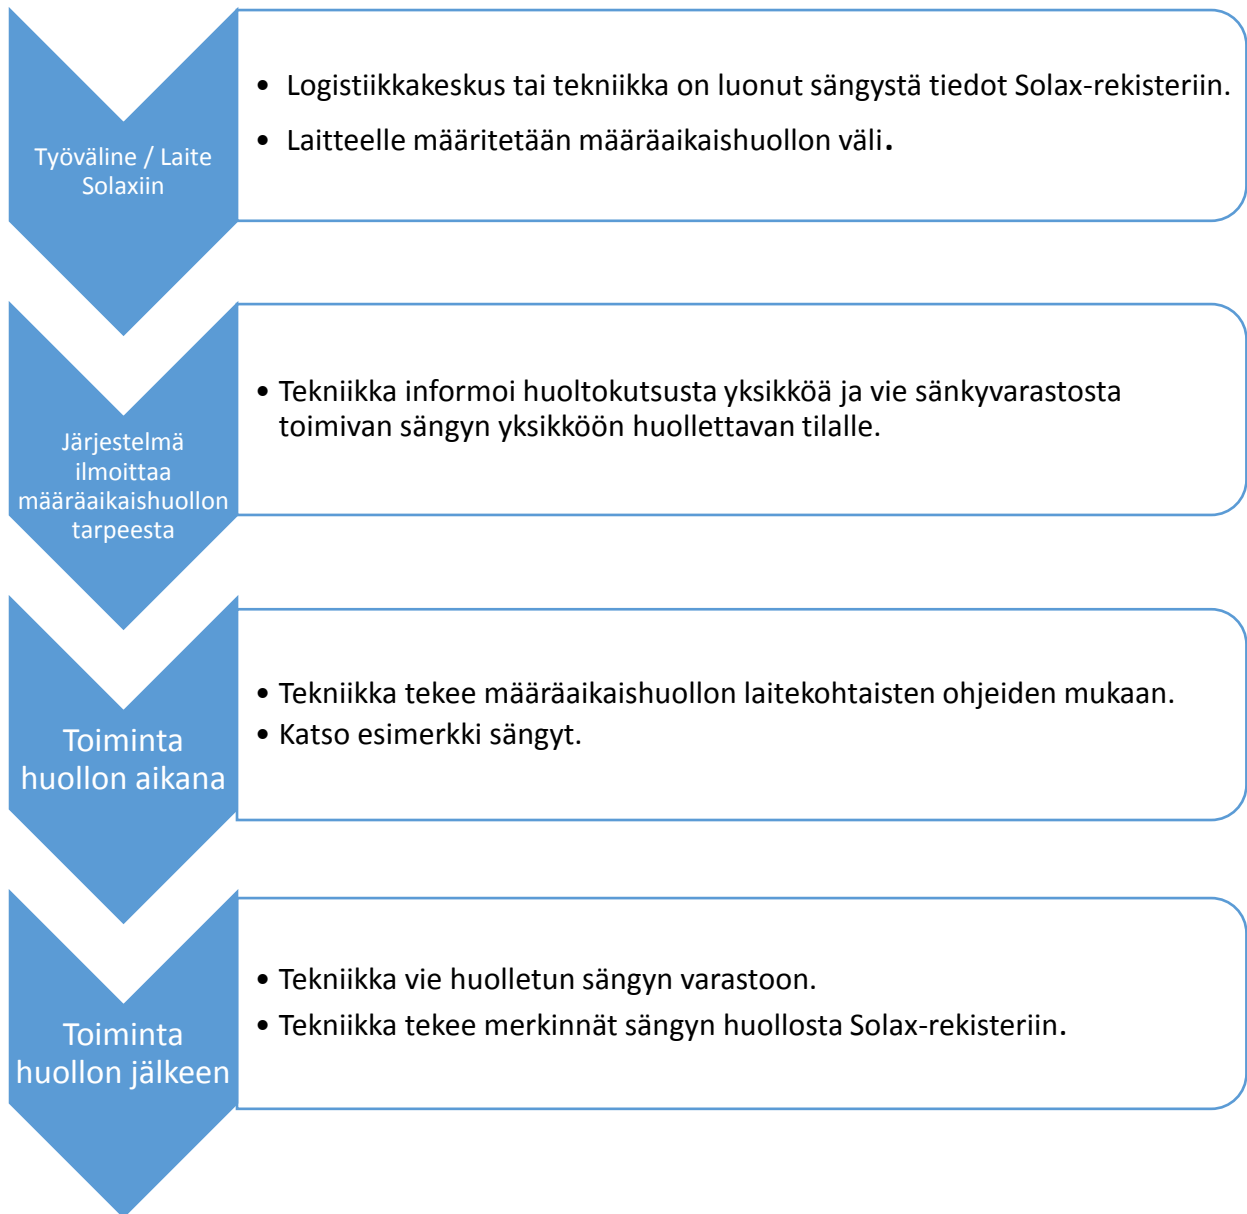 Työväline / Laite
Solaxiin
• Logistiikkakeskus tai tekniikka on luonut sängystä tiedot Solax-rekisteriin.
• Laitteelle määritetään määräaikaishuollon väli.
Järjestelmä
ilmoittaa
määräaikaishuollon
tarpeesta
• Tekniikka informoi huoltokutsusta yksikköä ja vie sänkyvarastosta
toimivan sängyn yksikköön huollettavan tilalle.
Toiminta
huollon aikana
• Tekniikka tekee määräaikaishuollon laitekohtaisten ohjeiden mukaan.
• Katso esimerkki sängyt.
Toiminta
huollon jälkeen
• Tekniikka vie huolletun sängyn varastoon.
• Tekniikka tekee merkinnät sängyn huollosta Solax-rekisteriin.